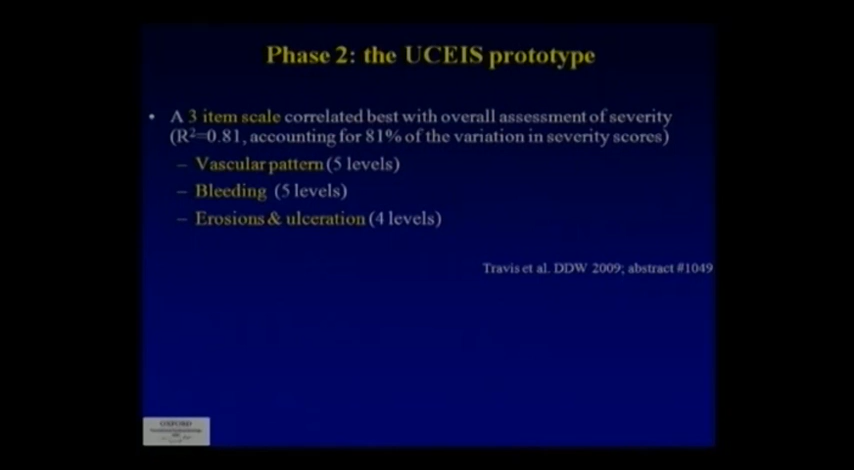 Phase 2: the UCEIS prototype
• A 3 item scale correlated best with overall assessment of severity
(R²=0.81, accounting for 81% of the variation in severity scores)
– Vascular pattern (5 levels)
– Bleeding (5 levels)
– Erosions & ulceration (4 levels)
Travis et al. DDW 2009; abstract #1049
OXFORD